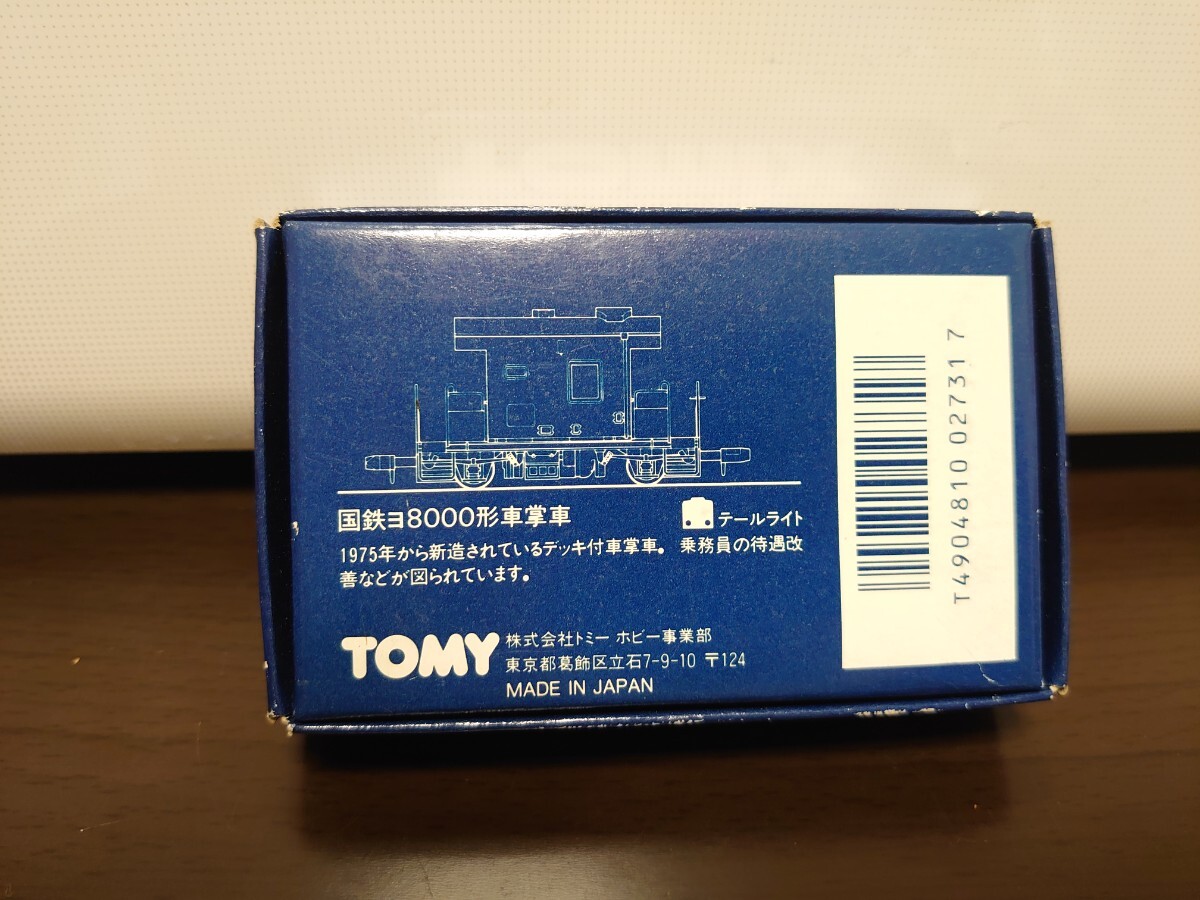 国鉄ヨ8000形車掌車
テールライト
1975年から新造されているデッキ付車掌車。乗務員の待遇改
善などが図られています。
TOMY
株式会社トミー ホビー事業部
東京都葛飾区立石7-9-10 〒124
MADE IN JAPAN
T4904810 027317